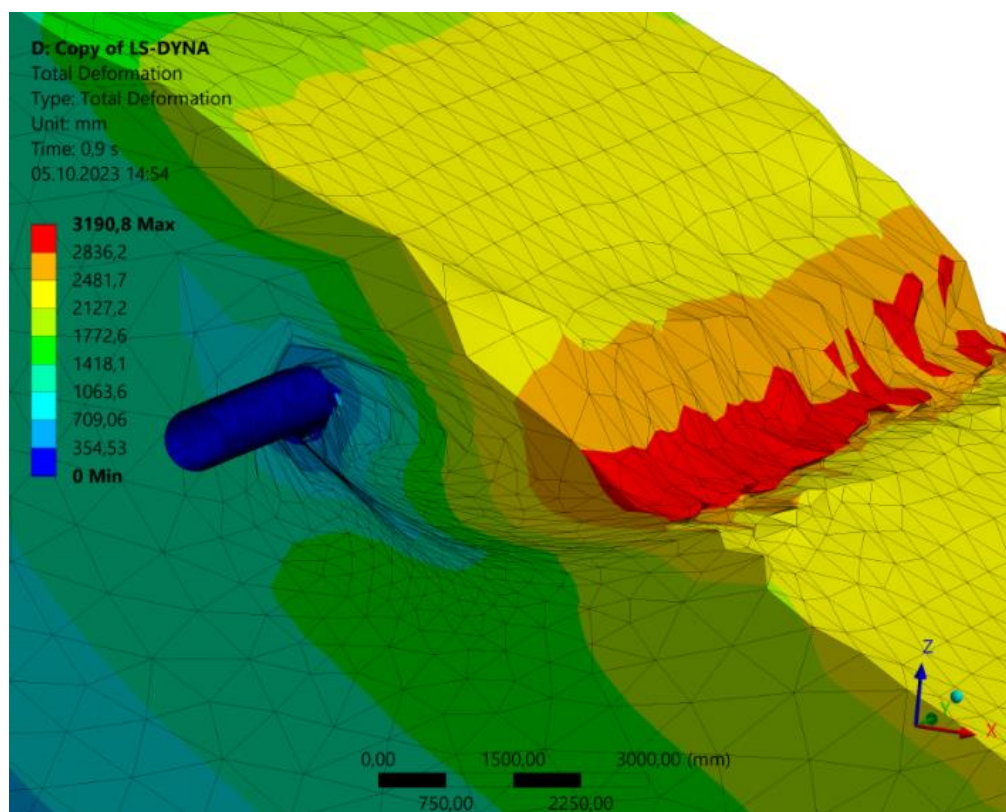 D: Copy of LS-DYNA
Total Deformation
Type: Total Deformation
Unit: mm
Time: 0,9 s
05.10.2023 14:54
3190,8 Max
2836,2
2481,7
2127,2
1772,6
1418,1
1063,6
709,06
354,53
0 Min
Z
Y
X
0,00 1500,00 3000,00 (mm)
750,00 2250,00